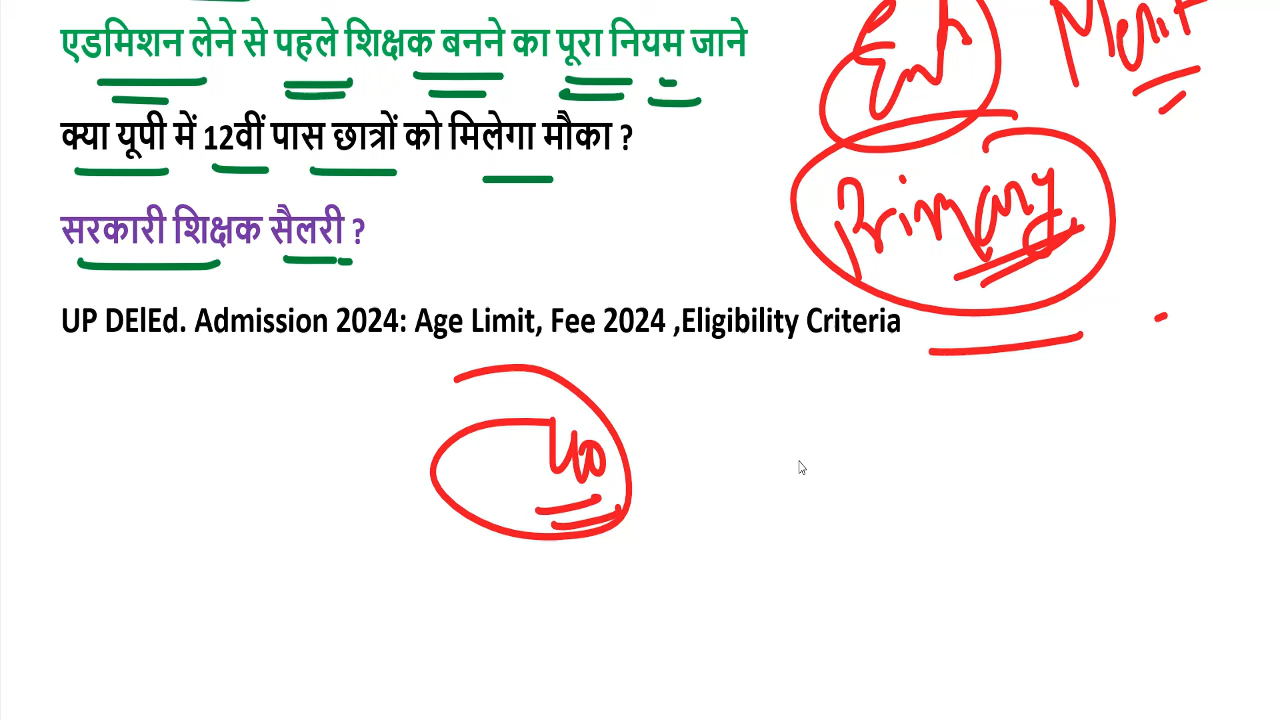 एडमिशन लेने से पहले शिक्षक बनने का पूरा नियम जाने
Merit
क्या यूपी में 12वीं पास छात्रों को मिलेगा मौका ?
Primary
सरकारी शिक्षक सैलरी ?
UP DElEd. Admission 2024: Age Limit, Fee 2024 ,Eligibility Criteria